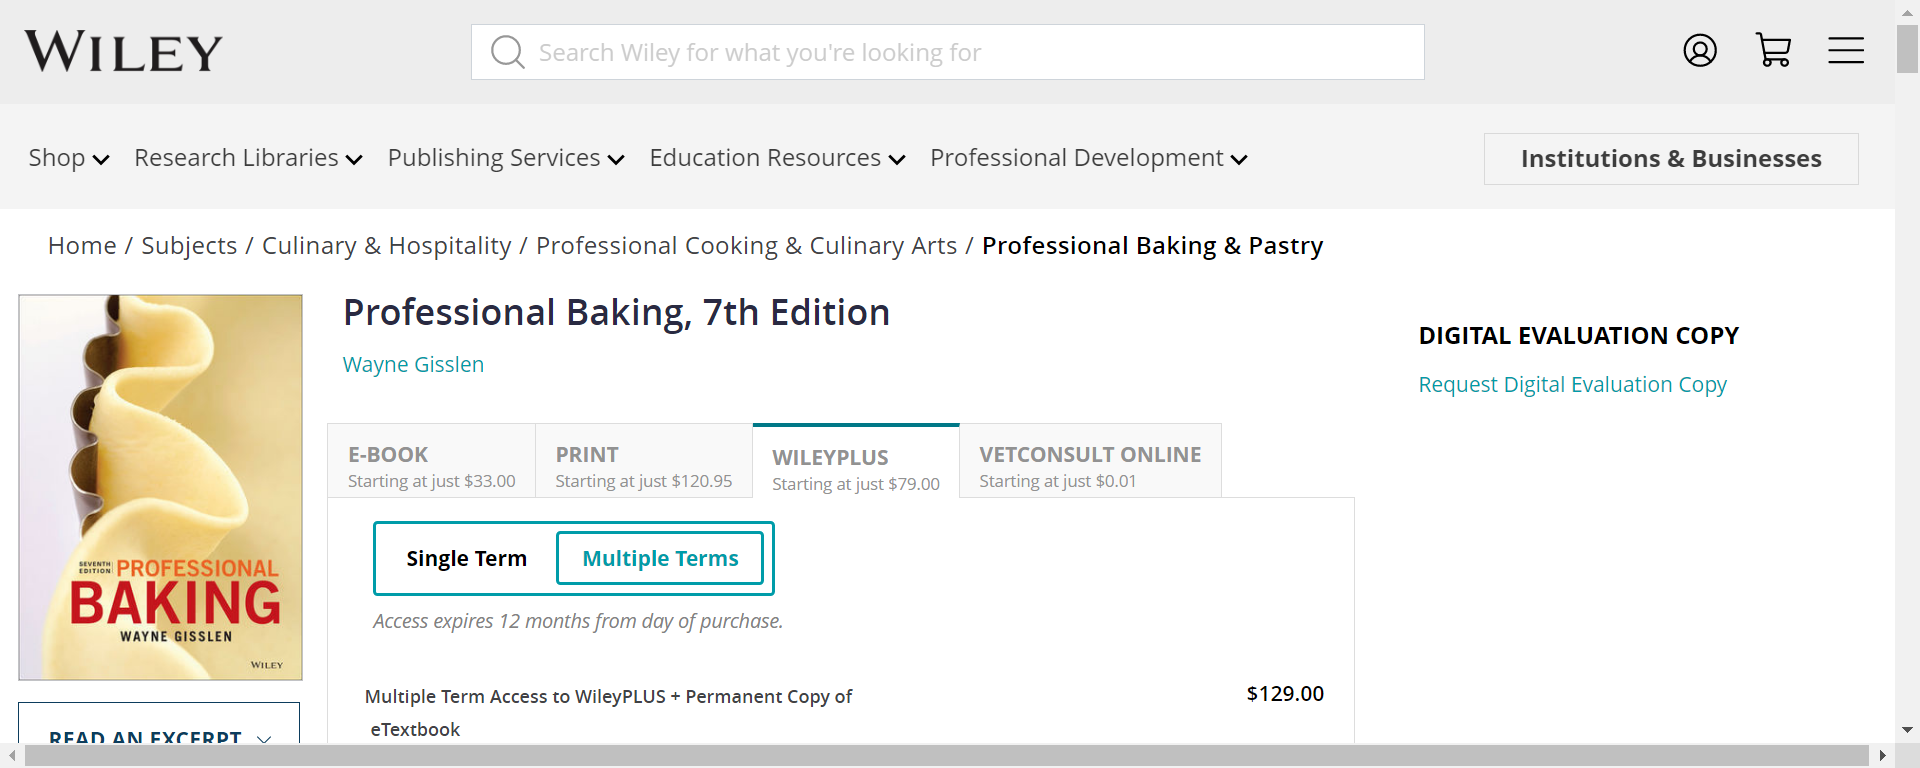 WILEY
Search Wiley for what you're looking for
Shop Research Libraries Publishing Services Education Resources Professional Development Institutions & Businesses
Home / Subjects / Culinary & Hospitality / Professional Cooking & Culinary Arts / Professional Baking & Pastry
SEVENTH EDITION PROFESSIONAL
BAKING
WAYNE GISSLEN
WILEY
READ AN EXCERPT
Professional Baking, 7th Edition
Wayne Gisslen
E-BOOK
Starting at just $33.00
PRINT
Starting at just $120.95
WILEYPLUS
Starting at just $79.00
VETCONSULT ONLINE
Starting at just $0.01
Single Term Multiple Terms
Access expires 12 months from day of purchase.
Multiple Term Access to WileyPLUS + Permanent Copy of
eTextbook
$129.00
DIGITAL EVALUATION COPY
Request Digital Evaluation Copy